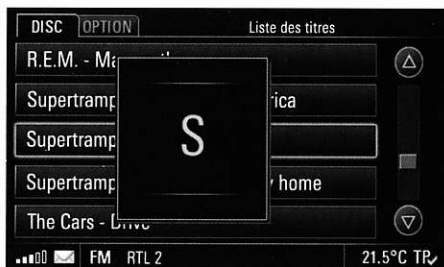 DISC OPTION Liste des titres
R.E.M. - Ma
Supertramp rica
S
Supertramp
Supertramp home
The Cars - Drive
FM RTL 2 21.5°C TP